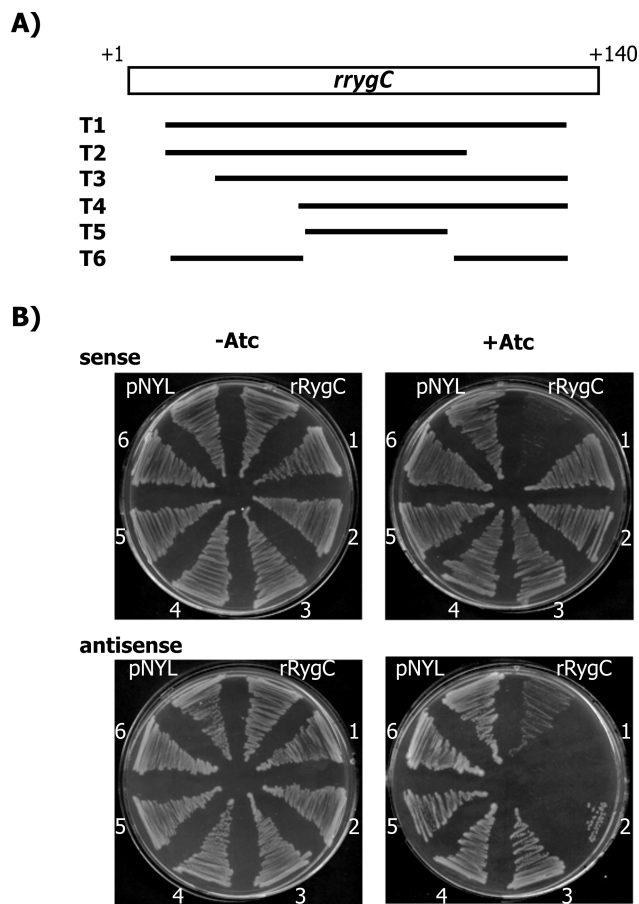 A)
+1 +140
rrygC
T1
T2
T3
T4
T5
T6
B)
-Atc +Atc
sense
pNYL rRygC pNYL rRygC
6 1 6 1
5 2 5 2
4 3 4 3
antisense
pNYL rRygC pNYL rRygC
6 1 6 1
5 2 5 2
4 3 4 3